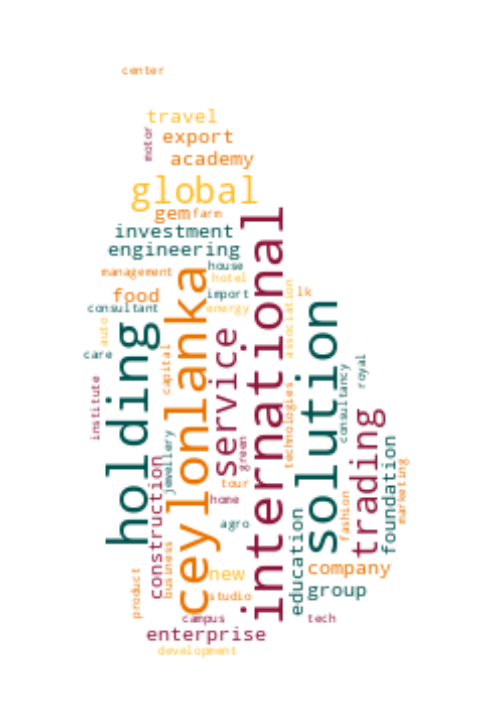 center
travel
motor
export
academy
global
gem
farm
investment
engineering
house
management
hotel
food
import
lk
consultant
energy
auto
association
care
holding
ceylonlanka
service
international
solution
capital
consultancy
royal
institute
construction
jewellery
green
technologies
trading
foundation
marketing
tour
home
fashion
agro
education
product
business
new
company
studio
group
campus
tech
enterprise
development